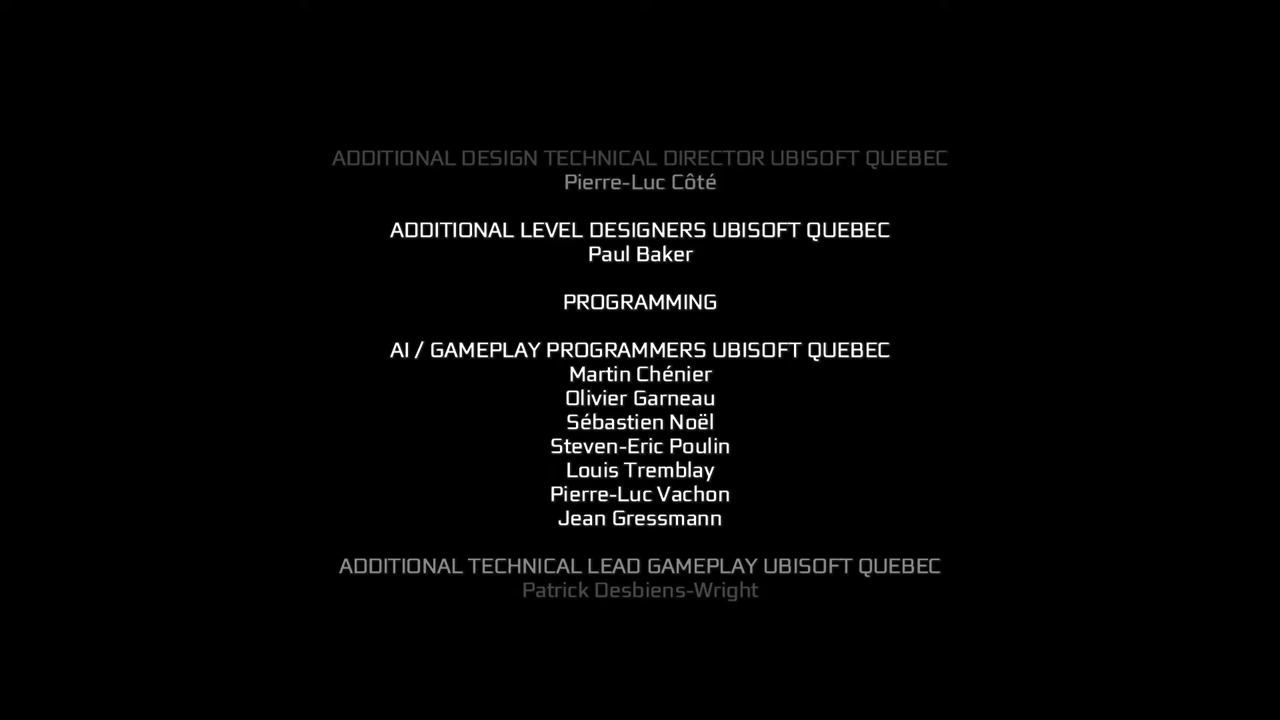 ADDITIONAL DESIGN TECHNICAL DIRECTOR UBISOFT QUEBEC
Pierre-Luc Côté
ADDITIONAL LEVEL DESIGNERS UBISOFT QUEBEC
Paul Baker
PROGRAMMING
AI / GAMEPLAY PROGRAMMERS UBISOFT QUEBEC
Martin Chénier
Olivier Garneau
Sébastien Noël
Steven-Eric Poulin
Louis Tremblay
Pierre-Luc Vachon
Jean Gressmann
ADDITIONAL TECHNICAL LEAD GAMEPLAY UBISOFT QUEBEC
Patrick Desbiens-Wright